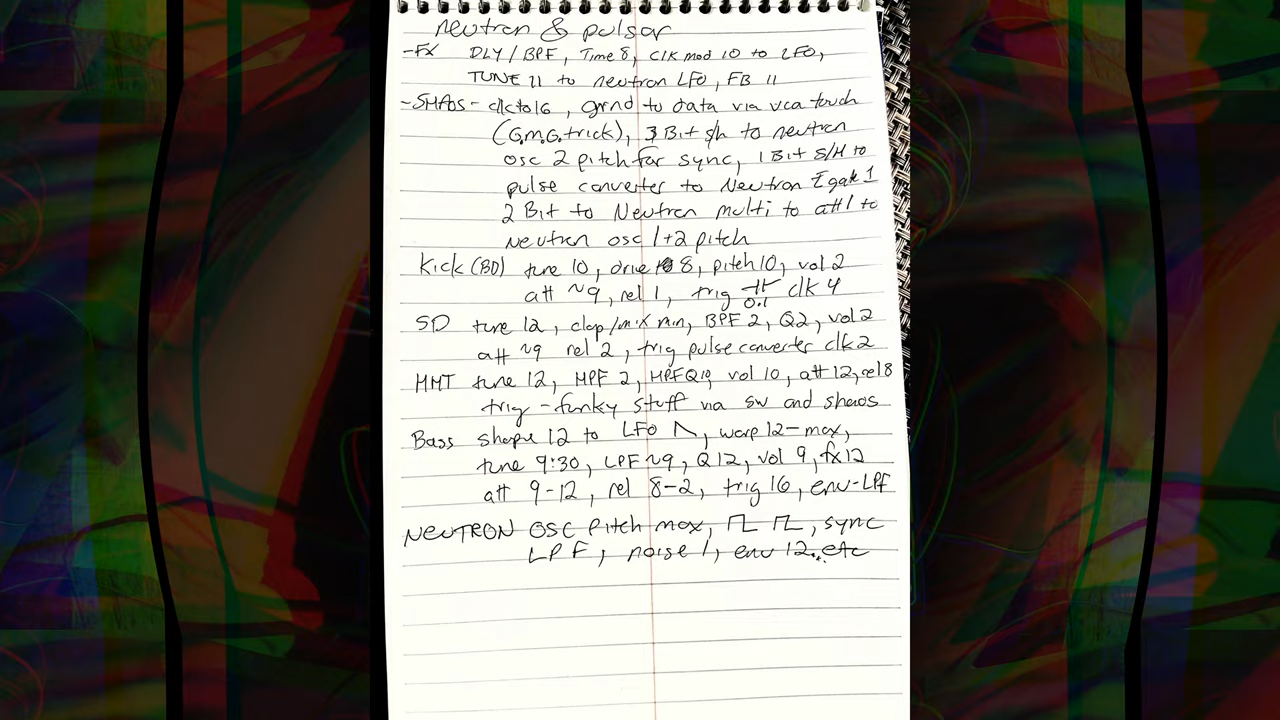 neutron & pulsar
-FX DLY/BPF, Time 8, CLK mod 10 to LFO,
TUNE 11 to neutron LFO, FB 11
-SHAOS- clk to 16, grnd to data via vca touch
(G.M.G. trick), 3 Bit s/h to neutron
osc 2 pitch for sync, 1 Bit S/H to
pulse converter to Neutron Egate 1
2 Bit to Neutron multi to att1 to
neutron osc 1+2 pitch
Kick (BD) tune 10, drive 8, pitch 10, vol 2
att ~9, rel 1, trig 0.1 clk 4
SD tune 12, clap/mix min, BPF 2, Q2, vol 2
att ~9 rel 2, trig pulse converter clk 2
HHT tune 12, HPF 2, HPFQ10, vol 10, att 12, rel 8
trig - funky stuff via sw and shaos
Bass shape 12 to LFO, warp 12-max,
tune 9:30, LPF ~9, Q 12, vol 9, fx 12
att 9-12, rel 8-2, trig 16, env-LPF
NEUTRON OSC Pitch max, sync
LPF, noise 1, env 12... etc